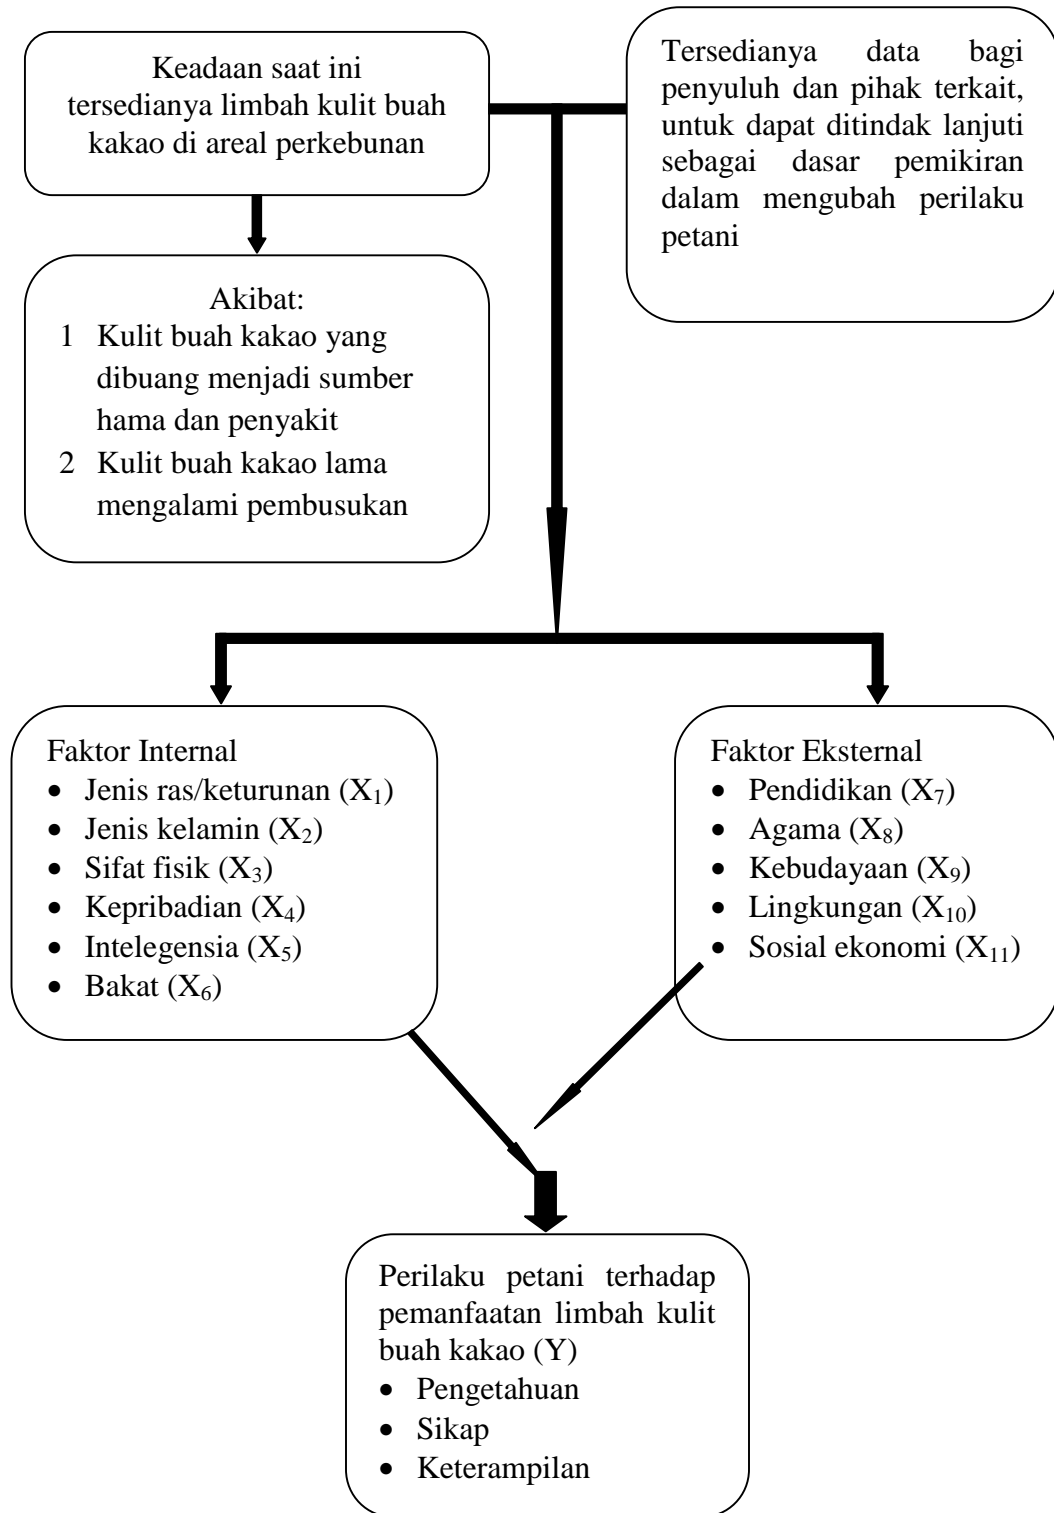 Keadaan saat ini
tersedianya limbah kulit buah
kakao di areal perkebunan
Tersedianya data bagi
penyuluh dan pihak terkait,
untuk dapat ditindak lanjuti
sebagai dasar pemikiran
dalam mengubah perilaku
petani
Akibat:
1 Kulit buah kakao yang
dibuang menjadi sumber
hama dan penyakit
2 Kulit buah kakao lama
mengalami pembusukan
Faktor Internal
• Jenis ras/keturunan (X₁)
• Jenis kelamin (X₂)
• Sifat fisik (X₃)
• Kepribadian (X₄)
• Intelegensia (X₅)
• Bakat (X₆)
Faktor Eksternal
• Pendidikan (X₇)
• Agama (X₈)
• Kebudayaan (X₉)
• Lingkungan (X₁₀)
• Sosial ekonomi (X₁₁)
Perilaku petani terhadap
pemanfaatan limbah kulit
buah kakao (Y)
• Pengetahuan
• Sikap
• Keterampilan